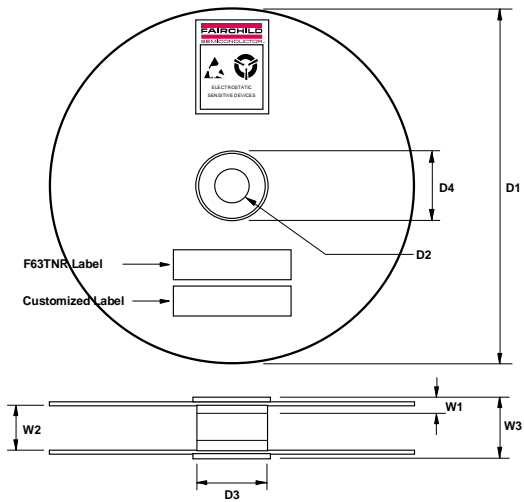 FAIRCHILD
SEMICONDUCTOR
ELECTROSTATIC
SENSITIVE DEVICES
D4
D1
D2
F63TNR Label
Customized Label
W1
W2
W3
D3